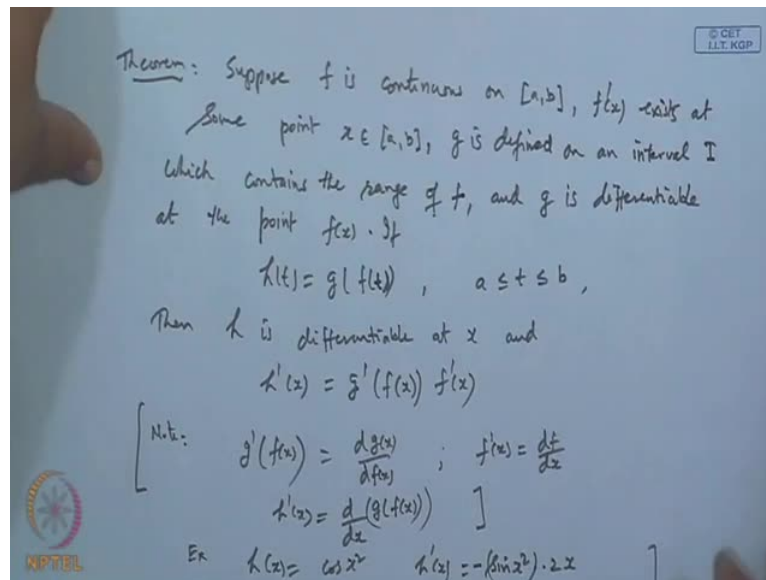 © CET
I.I.T. KGP
Theorem: Suppose f is continuous on [a,b], f'(x) exists at
some point x ∈ [a,b], g is defined on an interval I
which contains the range of f, and g is differentiable
at the point f(x). If
h(t) = g(f(t)) , a ≤ t ≤ b ,
Then h is differentiable at x and
h'(x) = g'(f(x)) f'(x)
[Note: g'(f(x)) = dg(x)/df(x) ; f'(x) = df/dx
h'(x) = d/dx (g(f(x))) ]
Ex h(x) = cos x² h'(x) = -(sin x²)·2x ]
NPTEL